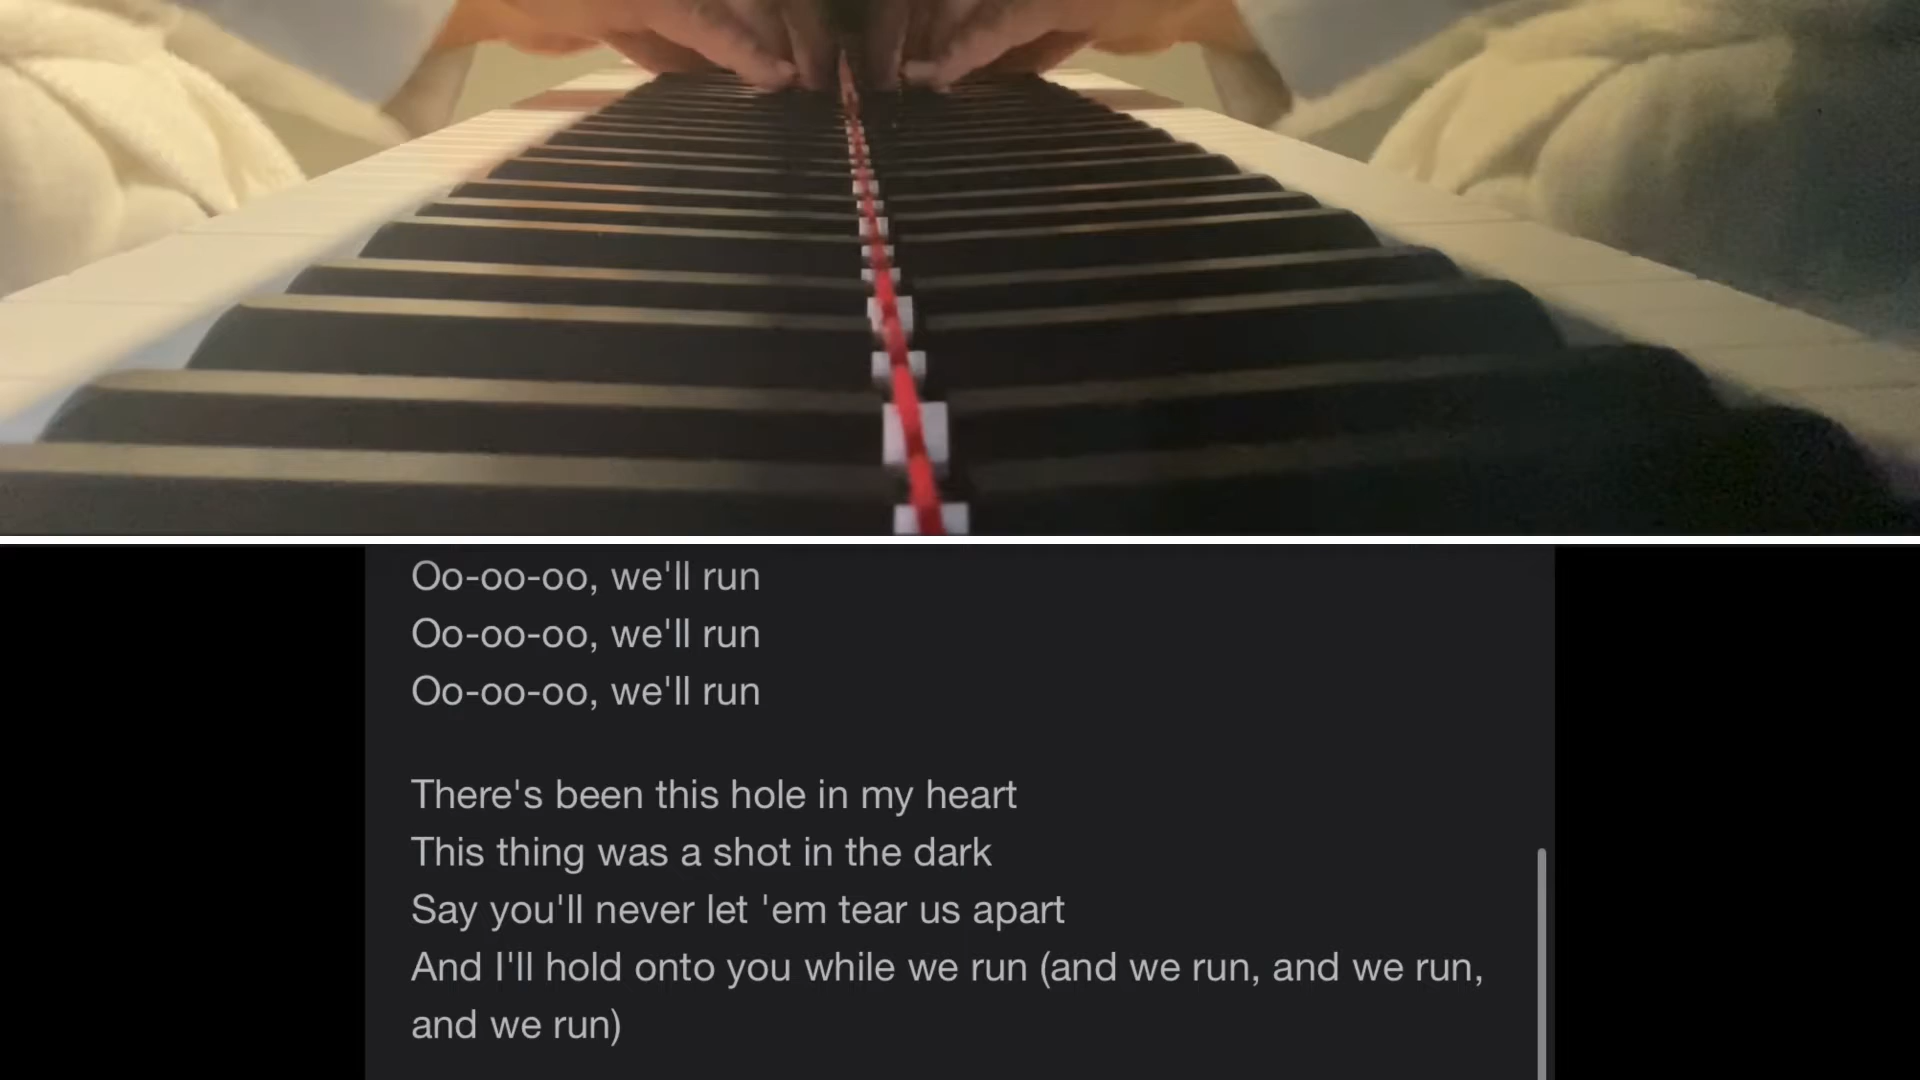 Oo-oo-oo, we'll run
Oo-oo-oo, we'll run
Oo-oo-oo, we'll run
There's been this hole in my heart
This thing was a shot in the dark
Say you'll never let 'em tear us apart
And I'll hold onto you while we run (and we run, and we run,
and we run)